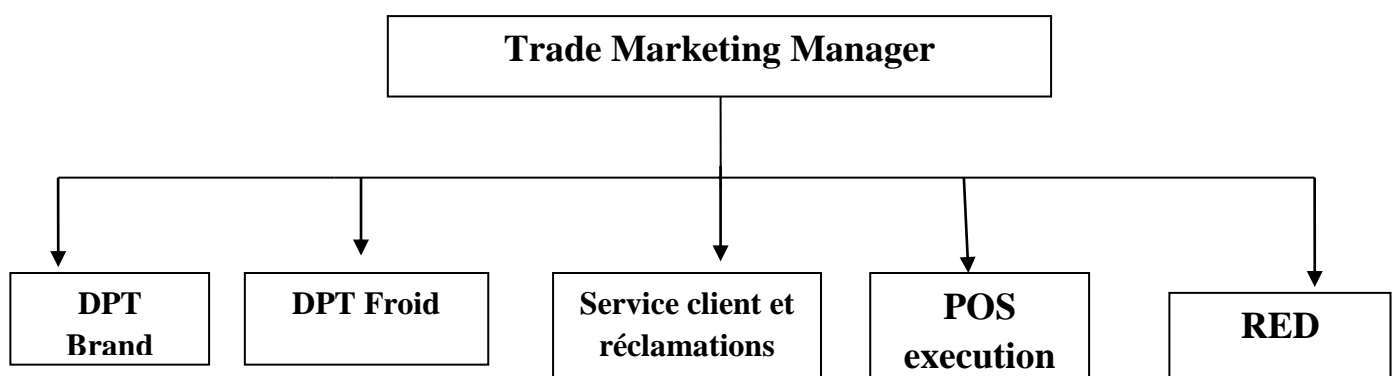 Trade Marketing Manager
DPT
Brand
DPT Froid
Service client et
réclamations
POS
execution
RED